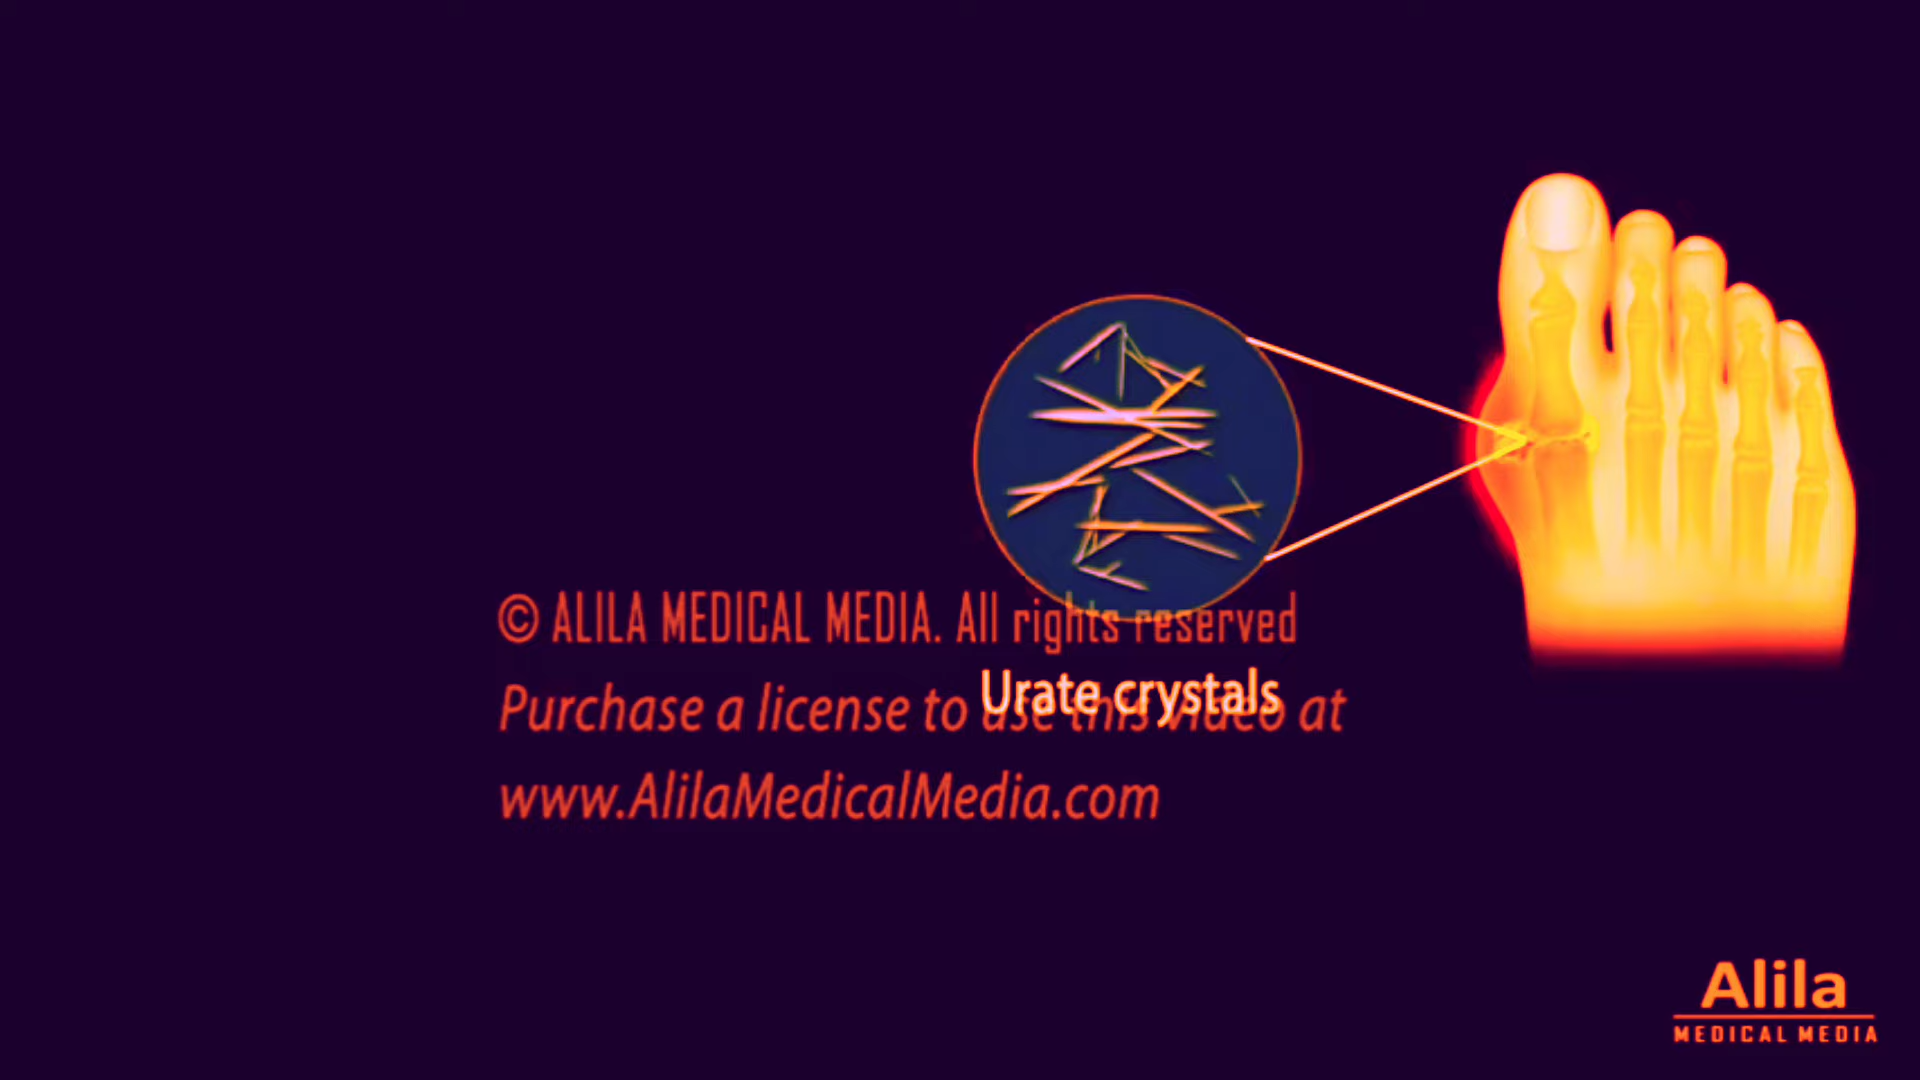 © ALILA MEDICAL MEDIA. All rights reserved
Urate crystals
Purchase a license to use this video at
www.AlilaMedicalMedia.com
Alila
MEDICAL MEDIA